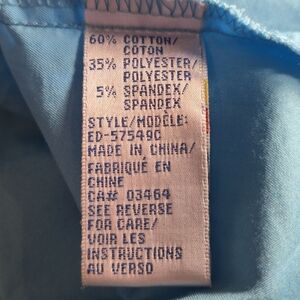 60% COTTON/
COTON
35% POLYESTER/
POLYESTER
5% SPANDEX/
SPANDEX
STYLE/MODÈLE:
ED-57549C
MADE IN CHINA/
FABRIQUÉ EN
CHINE
CA# 03464
SEE REVERSE
FOR CARE/
VOIR LES
INSTRUCTIONS
AU VERSO